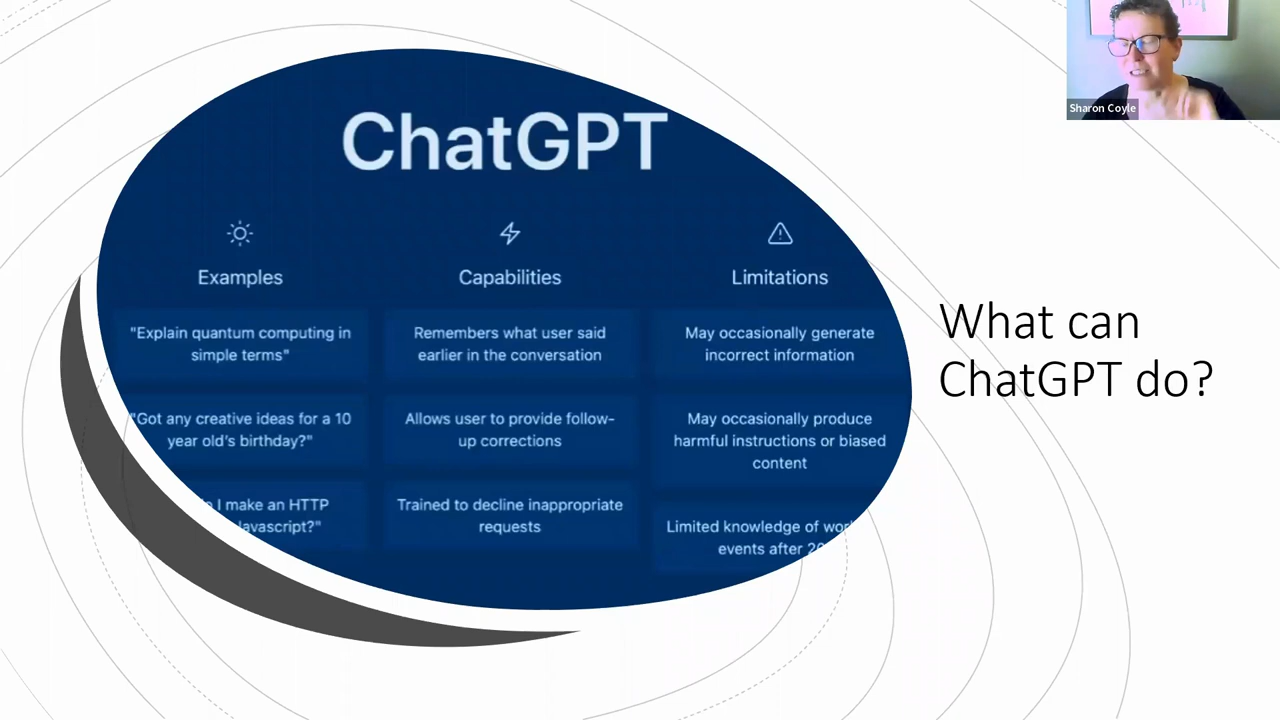 ChatGPT
Examples
Capabilities
Limitations
"Explain quantum computing in
simple terms"
Remembers what user said
earlier in the conversation
May occasionally generate
incorrect information
"Got any creative ideas for a 10
year old's birthday?"
Allows user to provide follow-
up corrections
May occasionally produce
harmful instructions or biased
content
I make an HTTP
Javascript?"
Trained to decline inappropriate
requests
Limited knowledge of
events after
What can
ChatGPT do?
Sharon Coyle